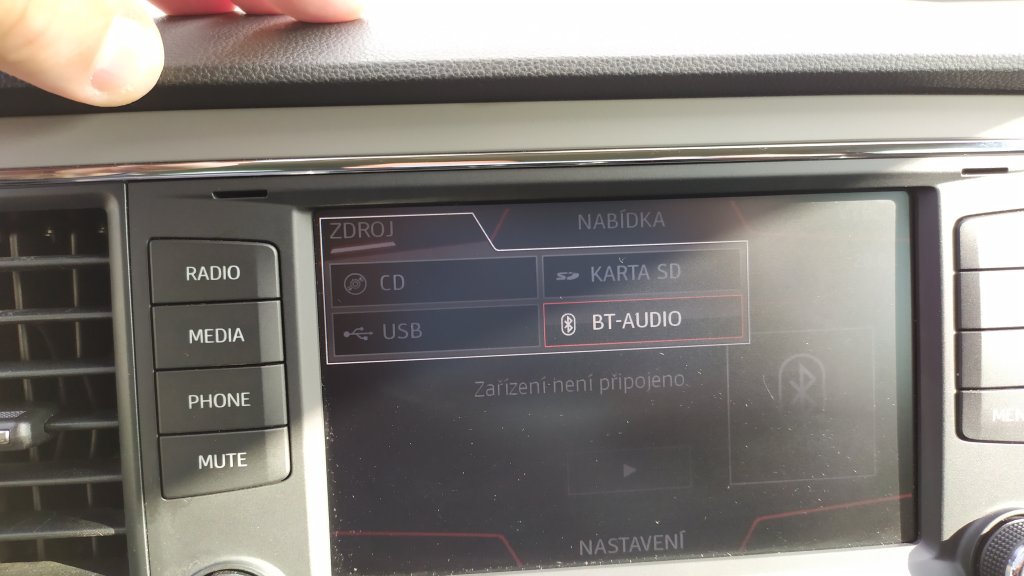 RADIO
MEDIA
PHONE
MUTE
ZDROJ
NABÍDKA
CD
KARTA SD
USB
BT-AUDIO
Zařízení není připojeno.
NASTAVENÍ